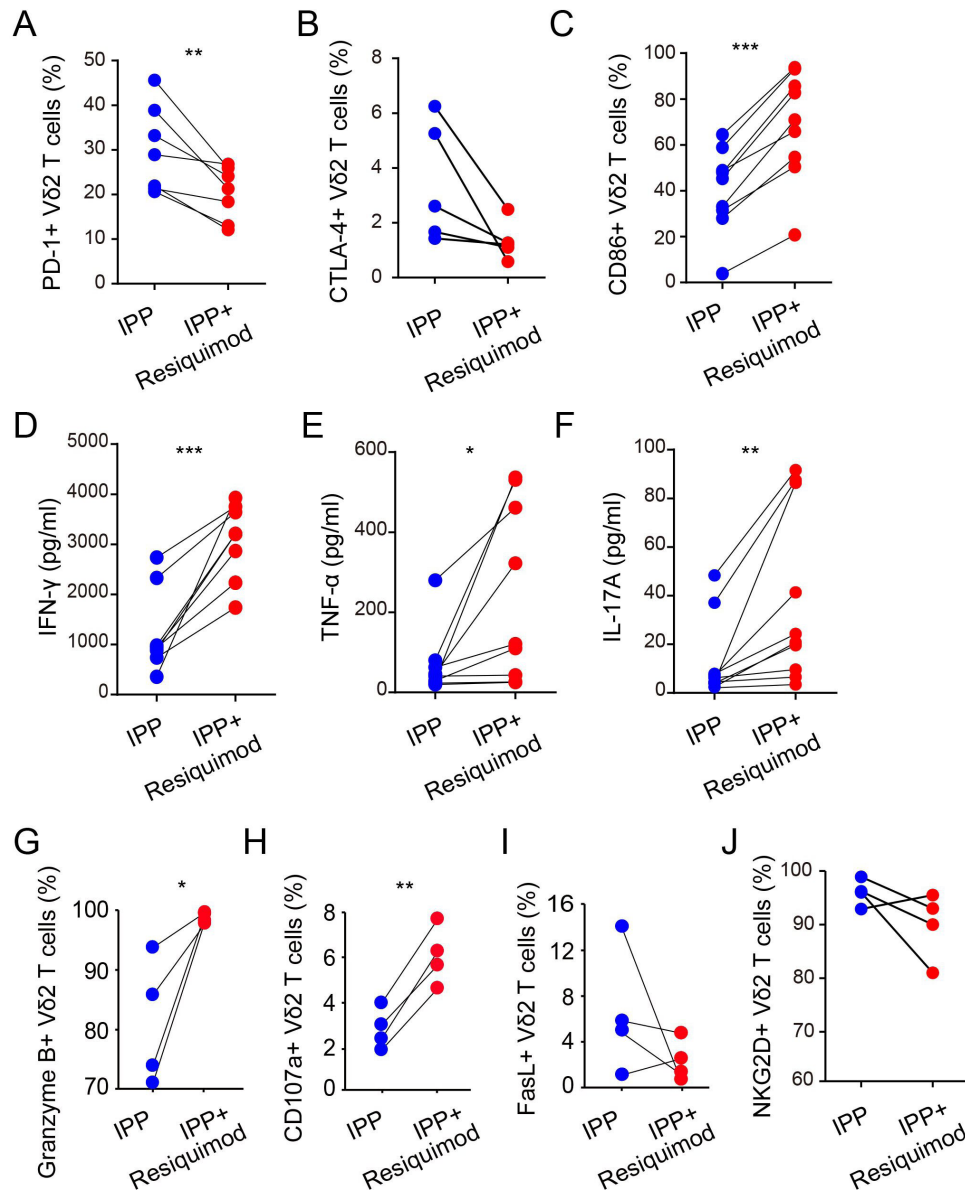 A
PD-1+ Vδ2 T cells (%)
**
50
40
30
20
10
0
IPP
IPP+
Resiquimod
B
CTLA-4+ Vδ2 T cells (%)
8
6
4
2
0
IPP
IPP+
Resiquimod
C
CD86+ Vδ2 T cells (%)
***
100
80
60
40
20
0
IPP
IPP+
Resiquimod
D
IFN-γ (pg/ml)
***
5000
4000
3000
2000
1000
0
IPP
IPP+
Resiquimod
E
TNF-α (pg/ml)
*
600
400
200
0
IPP
IPP+
Resiquimod
F
IL-17A (pg/ml)
**
100
80
60
40
20
0
IPP
IPP+
Resiquimod
G
Granzyme B+ Vδ2 T cells (%)
*
100
90
80
70
IPP
IPP+
Resiquimod
H
CD107a+ Vδ2 T cells (%)
**
8
6
4
2
0
IPP
IPP+
Resiquimod
I
FasL+ Vδ2 T cells (%)
16
12
8
4
0
IPP
IPP+
Resiquimod
J
NKG2D+ Vδ2 T cells (%)
100
90
80
70
60
IPP
IPP+
Resiquimod